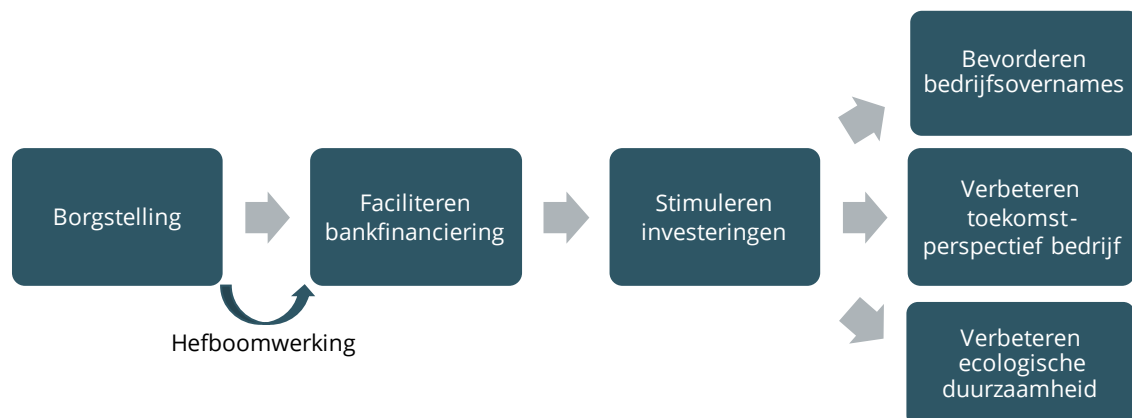 Borgstelling
Hefboomwerking
Faciliteren
bankfinanciering
Stimuleren
investeringen
Bevorderen
bedrijfsovernames
Verbeteren
toekomst-
perspectief bedrijf
Verbeteren
ecologische
duurzaamheid